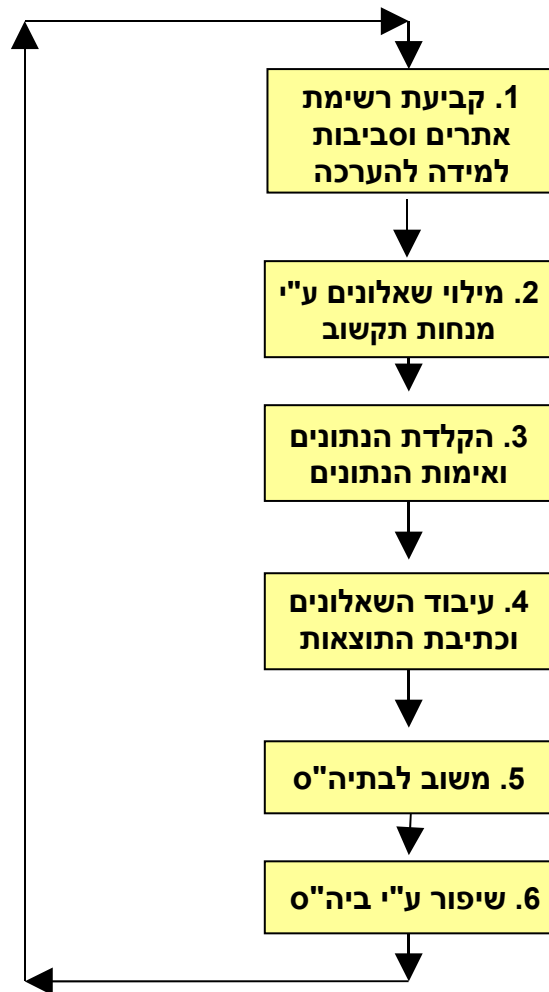 1. קביעת רשימת
אתרים וסביבות
למידה להערכה
2. מילוי שאלונים ע"י
מנחות תקשוב
3. הקלדת הנתונים
ואימות הנתונים
4. עיבוד השאלונים
וכתיבת התוצאות
5. משוב לבתיה"ס
6. שיפור ע"י ביה"ס